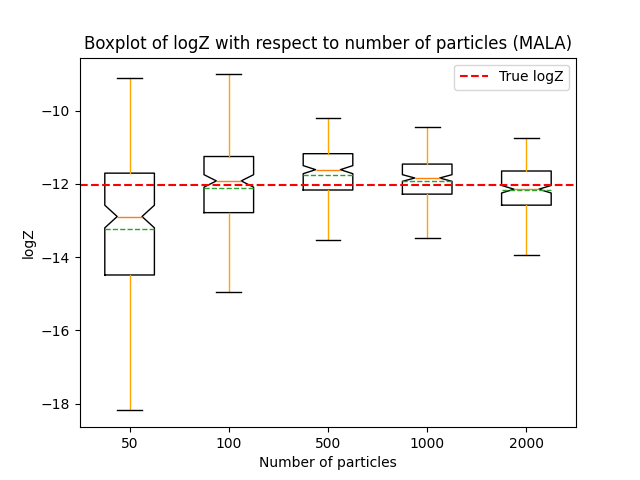 Boxplot of logZ with respect to number of particles (MALA)
True logZ
−10
−12
−14
−16
−18
logZ
50 100 500 1000 2000
Number of particles